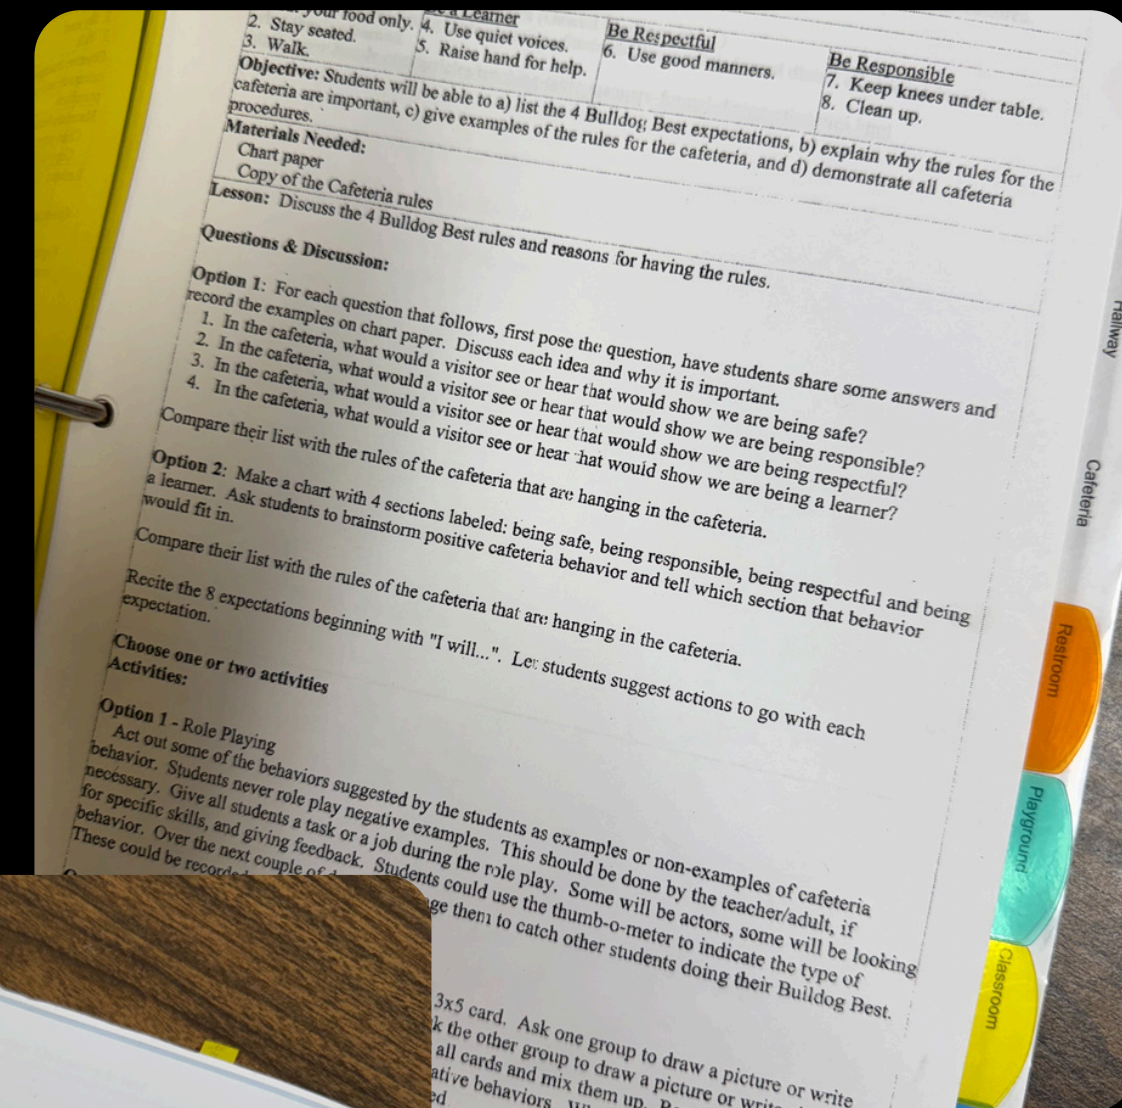 your food only.
2. Stay seated.
3. Walk.
a Learner
4. Use quiet voices.
5. Raise hand for help.
Be Respectful
6. Use good manners.
Be Responsible
7. Keep knees under table.
8. Clean up.
Objective: Students will be able to a) list the 4 Bulldog Best expectations, b) explain why the rules for the
cafeteria are important, c) give examples of the rules for the cafeteria, and d) demonstrate all cafeteria
procedures.
Materials Needed:
Chart paper
Copy of the Cafeteria rules
Lesson: Discuss the 4 Bulldog Best rules and reasons for having the rules.
Questions & Discussion:
Option 1: For each question that follows, first pose the question, have students share some answers and
record the examples on chart paper. Discuss each idea and why it is important.
1. In the cafeteria, what would a visitor see or hear that would show we are being safe?
2. In the cafeteria, what would a visitor see or hear that would show we are being responsible?
3. In the cafeteria, what would a visitor see or hear that would show we are being respectful?
4. In the cafeteria, what would a visitor see or hear that would show we are being a learner?
Compare their list with the rules of the cafeteria that are hanging in the cafeteria.
Option 2: Make a chart with 4 sections labeled: being safe, being responsible, being respectful and being
a learner. Ask students to brainstorm positive cafeteria behavior and tell which section that behavior
would fit in.
Compare their list with the rules of the cafeteria that are hanging in the cafeteria.
Recite the 8 expectations beginning with "I will...". Let students suggest actions to go with each
expectation.
Choose one or two activities
Activities:
Option 1 - Role Playing
Act out some of the behaviors suggested by the students as examples or non-examples of cafeteria
behavior. Students never role play negative examples. This should be done by the teacher/adult, if
necessary. Give all students a task or a job during the role play. Some will be actors, some will be looking
for specific skills, and giving feedback. Students could use the thumb-o-meter to indicate the type of
behavior. Over the next couple of them to catch other students doing their Bulldog Best.
These could be
3x5 card. Ask one group to draw a picture or write
the other group to draw a picture or write
all cards and mix them up.
behaviors
Hallway
Cafeteria
Restroom
Playground
Classroom